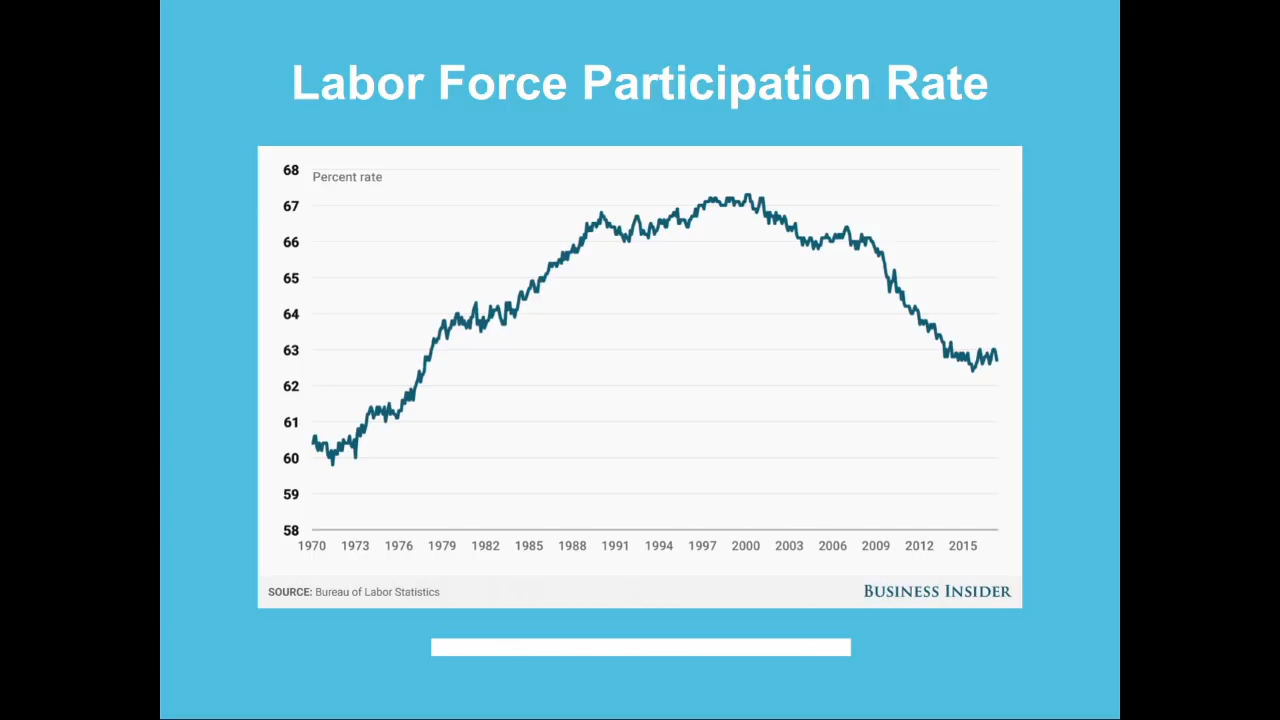 Labor Force Participation Rate
68
Percent rate
67
66
65
64
63
62
61
60
59
58
1970 1973 1976 1979 1982 1985 1988 1991 1994 1997 2000 2003 2006 2009 2012 2015
SOURCE: Bureau of Labor Statistics
BUSINESS INSIDER